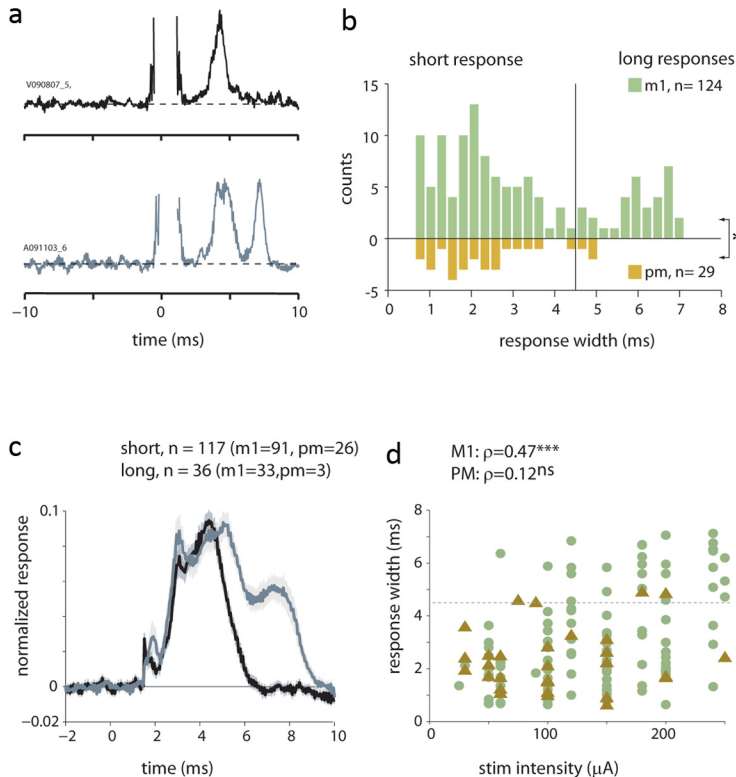 a
V090807_5,
A091103_6
−10 −5 0 5 10
time (ms)
b
short response long responses
m1, n= 124
15
10
5
0
-5
counts
pm, n= 29
*
0 1 2 3 4 5 6 7 8
response width (ms)
c
short, n = 117 (m1=91, pm=26)
long, n = 36 (m1=33,pm=3)
0.1
0
−0.02
normalized response
−2 0 2 4 6 8 10
time (ms)
d
M1: ρ=0.47***
PM: ρ=0.12ns
8
6
4
2
0
response width (ms)
0 100 200
stim intensity (μA)